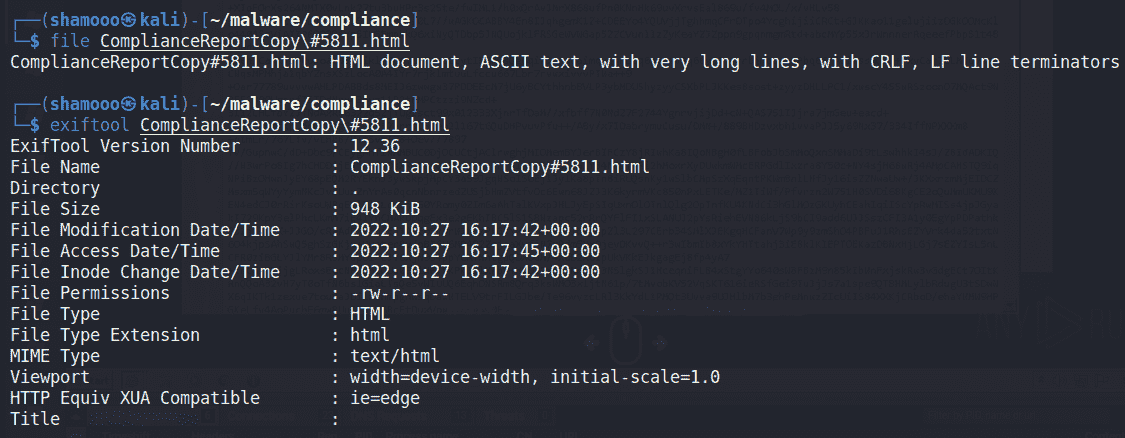 ┌──(shamooo㉿kali)-[~/malware/compliance]
└─$ file ComplianceReportCopy\#5811.html
ComplianceReportCopy#5811.html: HTML document, ASCII text, with very long lines, with CRLF, LF line terminators
┌──(shamooo㉿kali)-[~/malware/compliance]
└─$ exiftool ComplianceReportCopy\#5811.html
ExifTool Version Number         : 12.36
File Name                       : ComplianceReportCopy#5811.html
Directory                       : .
File Size                       : 948 KiB
File Modification Date/Time     : 2022:10:27 16:17:42+00:00
File Access Date/Time           : 2022:10:27 16:17:45+00:00
File Inode Change Date/Time     : 2022:10:27 16:17:42+00:00
File Permissions                : -rw-r--r--
File Type                       : HTML
File Type Extension             : html
MIME Type                       : text/html
Viewport                        : width=device-width, initial-scale=1.0
HTTP Equiv XUA Compatible       : ie=edge
Title                           :